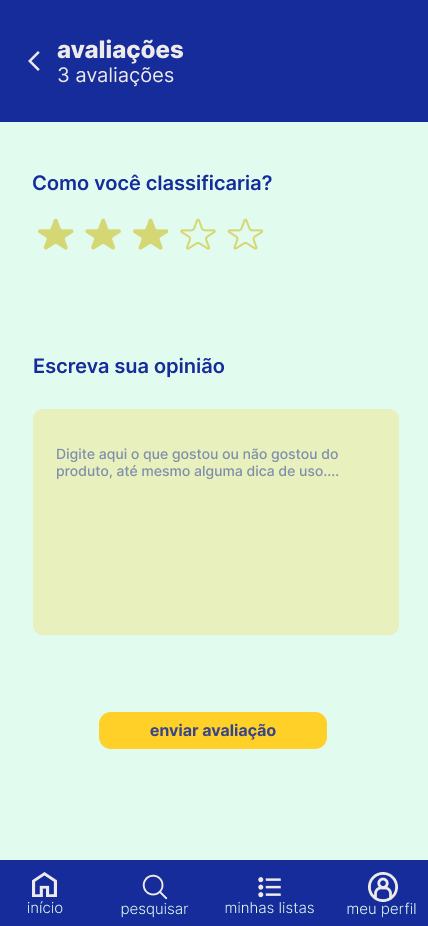 avaliações
3 avaliações
Como você classificaria?
Escreva sua opinião
Digite aqui o que gostou ou não gostou do
produto, até mesmo alguma dica de uso....
enviar avaliação
início
pesquisar
minhas listas
meu perfil